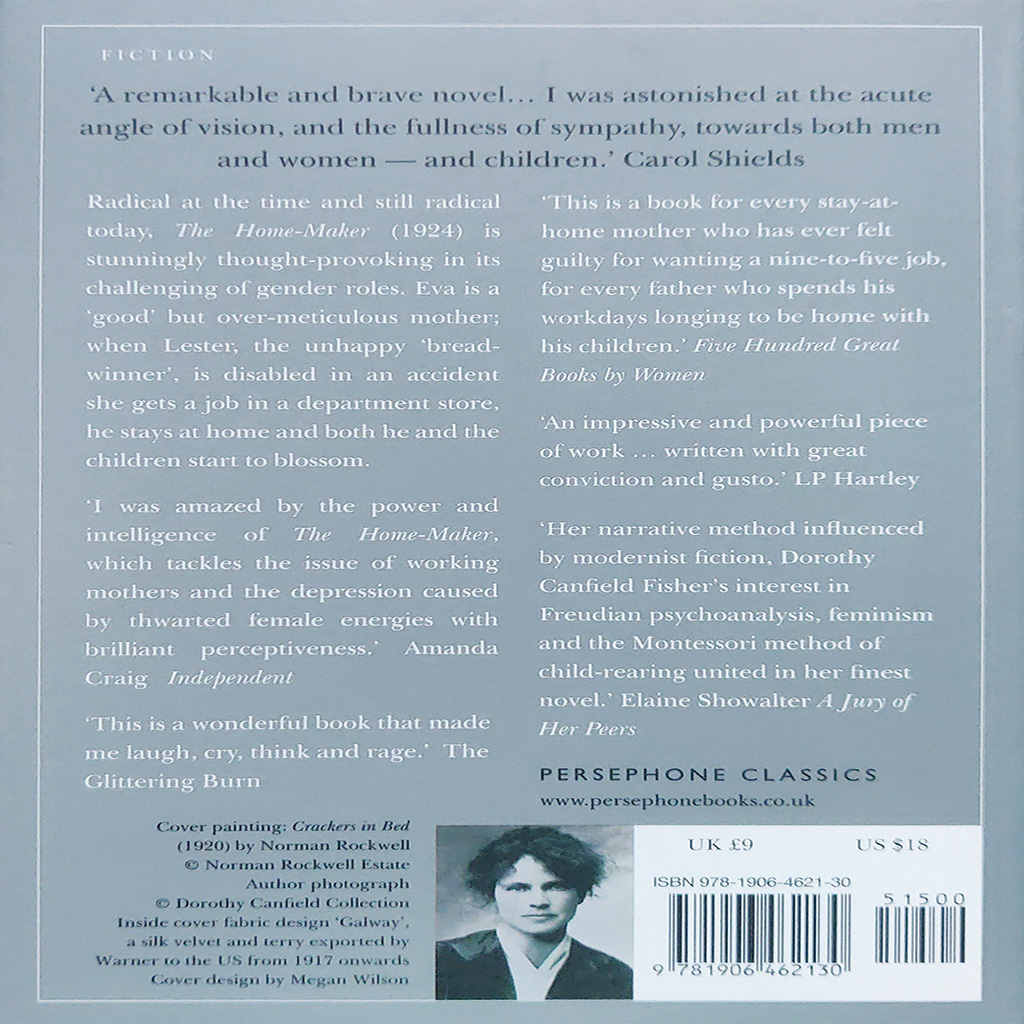 FICTION
‘A remarkable and brave novel... I was astonished at the acute
angle of vision, and the fullness of sympathy, towards both men
and women — and children.’ Carol Shields
Radical at the time and still radical
today, The Home-Maker (1924) is
stunningly thought-provoking in its
challenging of gender roles. Eva is a
‘good’ but over-meticulous mother;
when Lester, the unhappy ‘bread-
winner’, is disabled in an accident
she gets a job in a department store,
he stays at home and both he and the
children start to blossom.
‘I was amazed by the power and
intelligence of The Home-Maker,
which tackles the issue of working
mothers and the depression caused
by thwarted female energies with
brilliant perceptiveness.’ Amanda
Craig Independent
‘This is a wonderful book that made
me laugh, cry, think and rage.’ The
Glittering Burn
‘This is a book for every stay-at-
home mother who has ever felt
guilty for wanting a nine-to-five job,
for every father who spends his
workdays longing to be home with
his children.’ Five Hundred Great
Books by Women
‘An impressive and powerful piece
of work ... written with great
conviction and gusto.’ LP Hartley
‘Her narrative method influenced
by modernist fiction, Dorothy
Canfield Fisher’s interest in
Freudian psychoanalysis, feminism
and the Montessori method of
child-rearing united in her finest
novel.’ Elaine Showalter A Jury of
Her Peers
PERSEPHONE CLASSICS
www.persephonebooks.co.uk
Cover painting: Crackers in Bed
(1920) by Norman Rockwell
© Norman Rockwell Estate
Author photograph
© Dorothy Canfield Collection
Inside cover fabric design ‘Galway’,
a silk velvet and terry exported by
Warner to the US from 1917 onwards
Cover design by Megan Wilson
UK £9 US $18
ISBN 978-1906-4621-30
51500
9 781906 462130